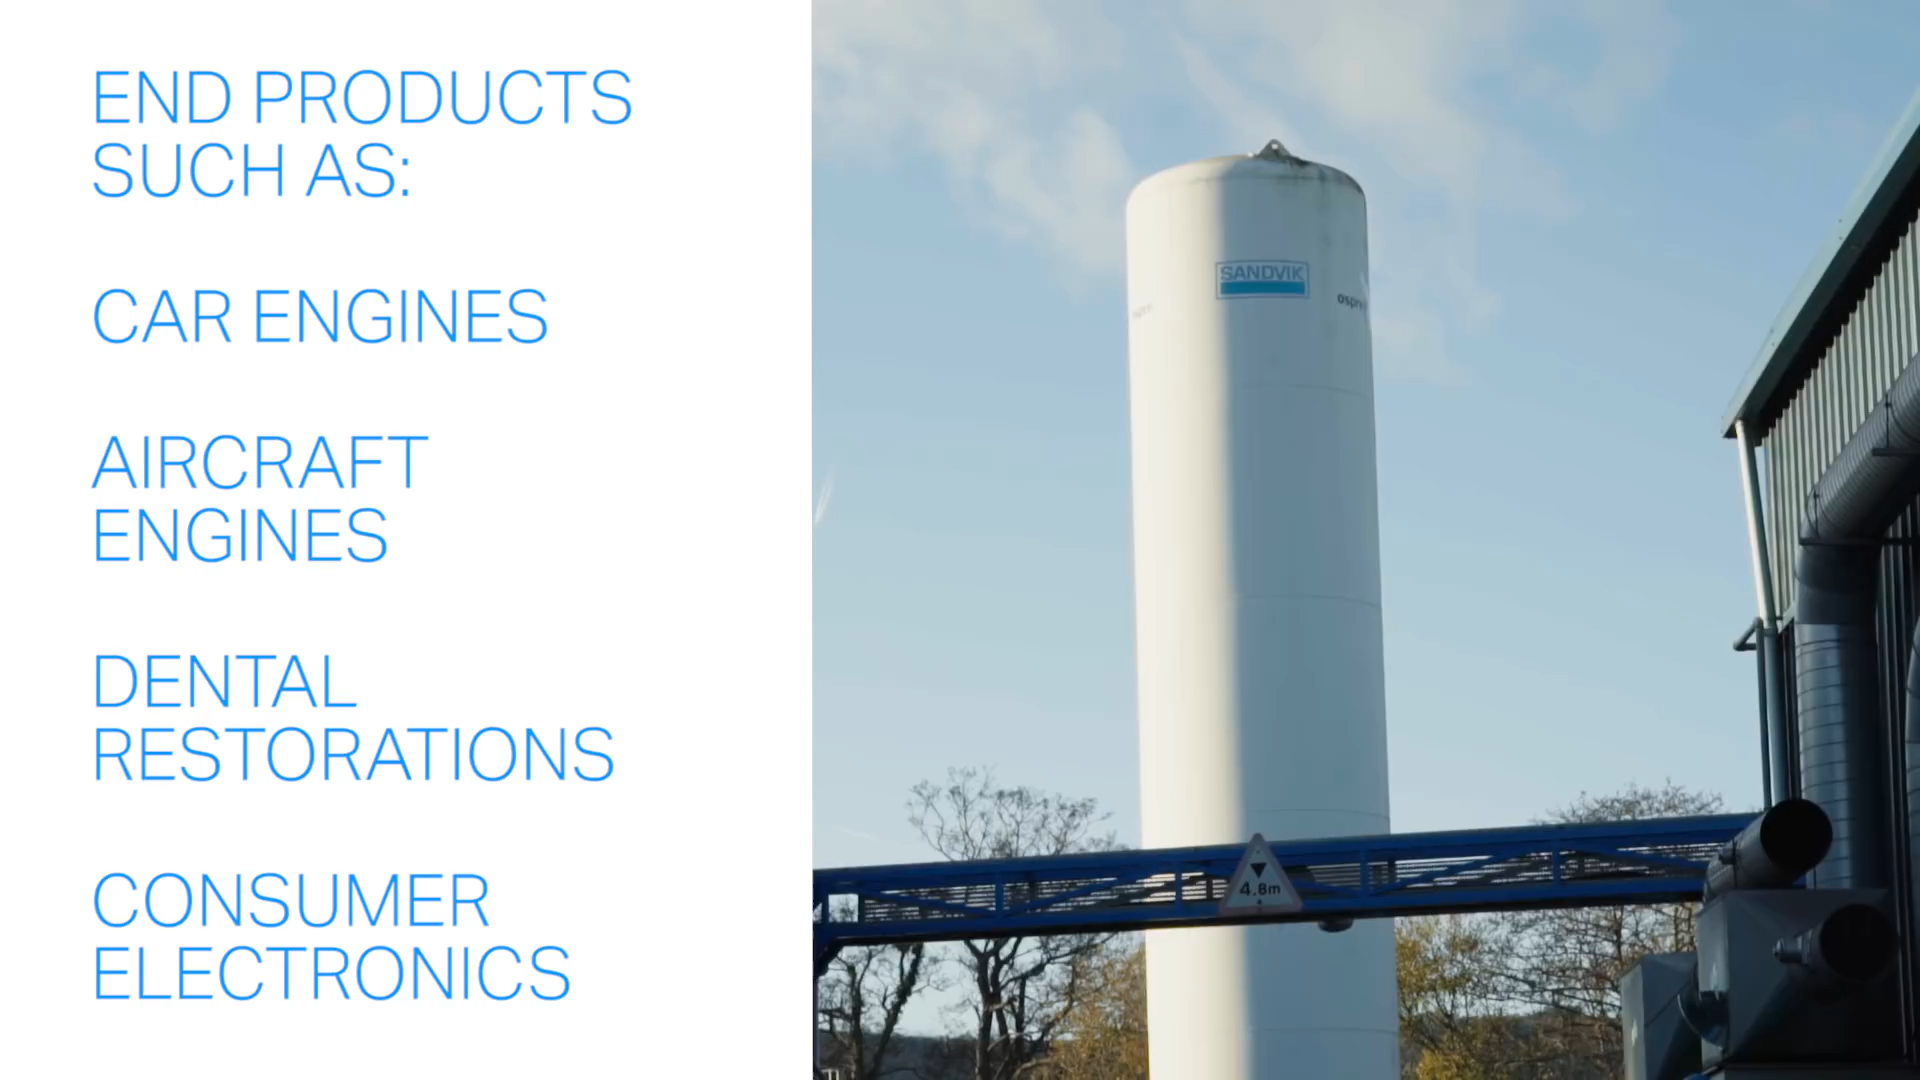 END PRODUCTS
SUCH AS:
CAR ENGINES
AIRCRAFT
ENGINES
DENTAL
RESTORATIONS
CONSUMER
ELECTRONICS
SANDVIK
4.8m